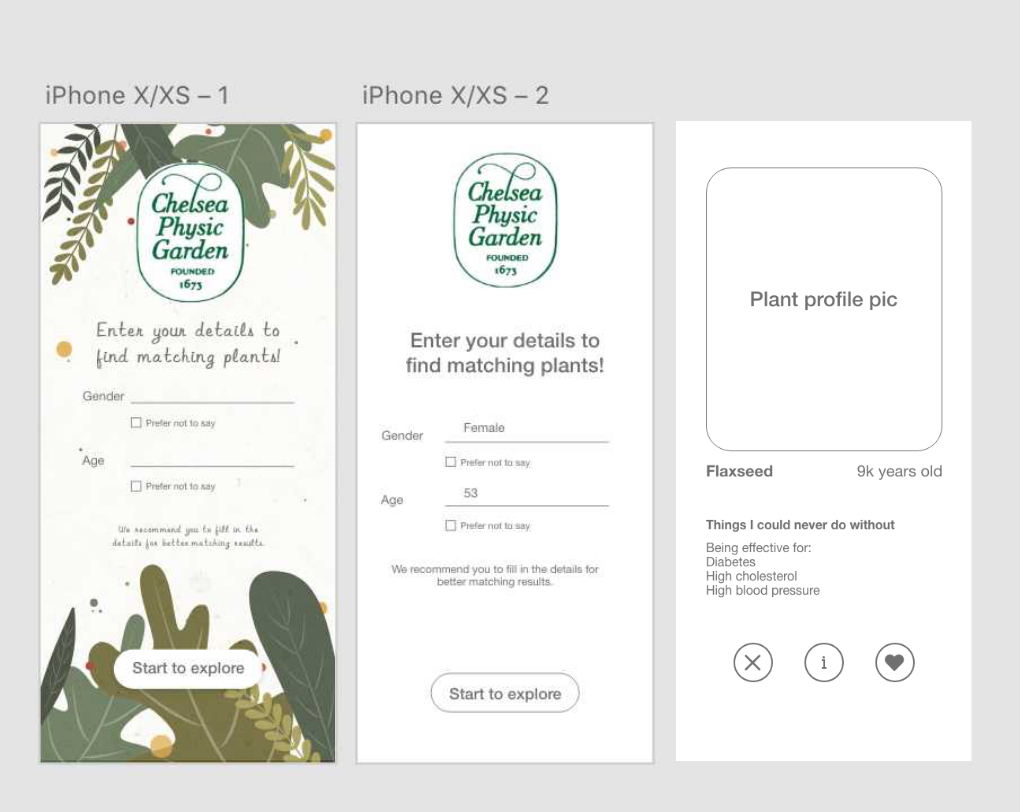 iPhone X/XS – 1
Chelsea
Physic
Garden
FOUNDED
1673
Enter your details to
find matching plants!
Gender
Prefer not to say
Age
Prefer not to say
We recommend you to fill in the
details for better matching results.
Start to explore
iPhone X/XS – 2
Chelsea
Physic
Garden
FOUNDED
1673
Enter your details to
find matching plants!
Gender Female
Prefer not to say
Age 53
Prefer not to say
We recommend you to fill in the details for
better matching results.
Start to explore
Plant profile pic
Flaxseed 9k years old
Things I could never do without
Being effective for:
Diabetes
High cholesterol
High blood pressure
i